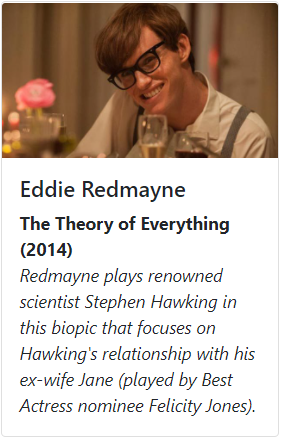 Eddie Redmayne
The Theory of Everything
(2014)
Redmayne plays renowned
scientist Stephen Hawking in
this biopic that focuses on
Hawking's relationship with his
ex-wife Jane (played by Best
Actress nominee Felicity Jones).